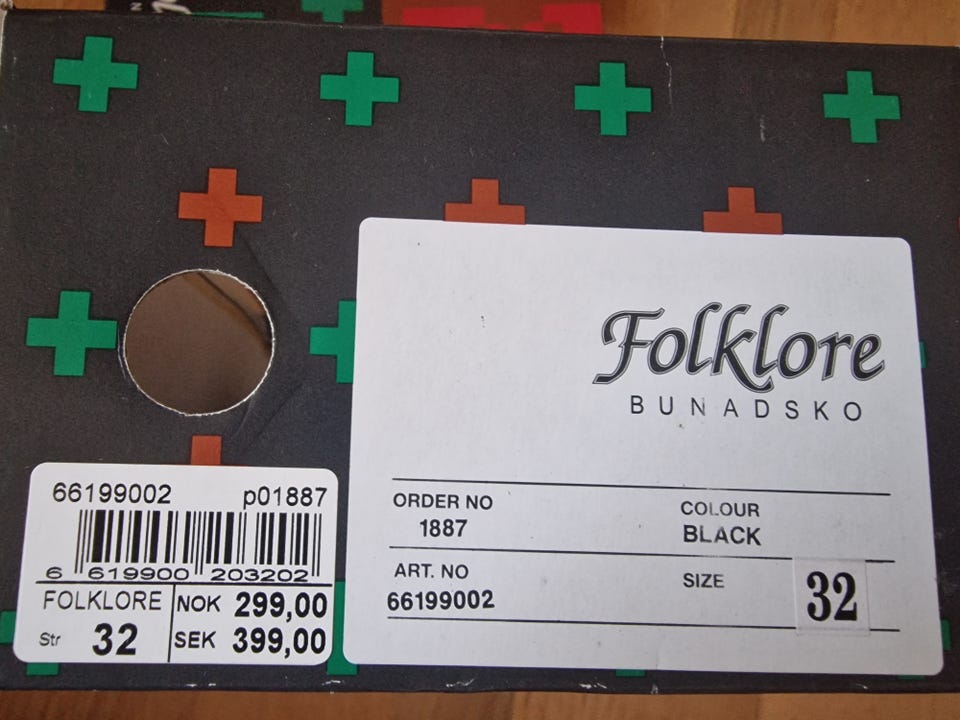 Folklore
BUNADSKO
ORDER NO
1887
COLOUR
BLACK
ART. NO
66199002
SIZE
32
66199002 p01887
6 619900 203202
FOLKLORE NOK 299,00
Str 32 SEK 399,00